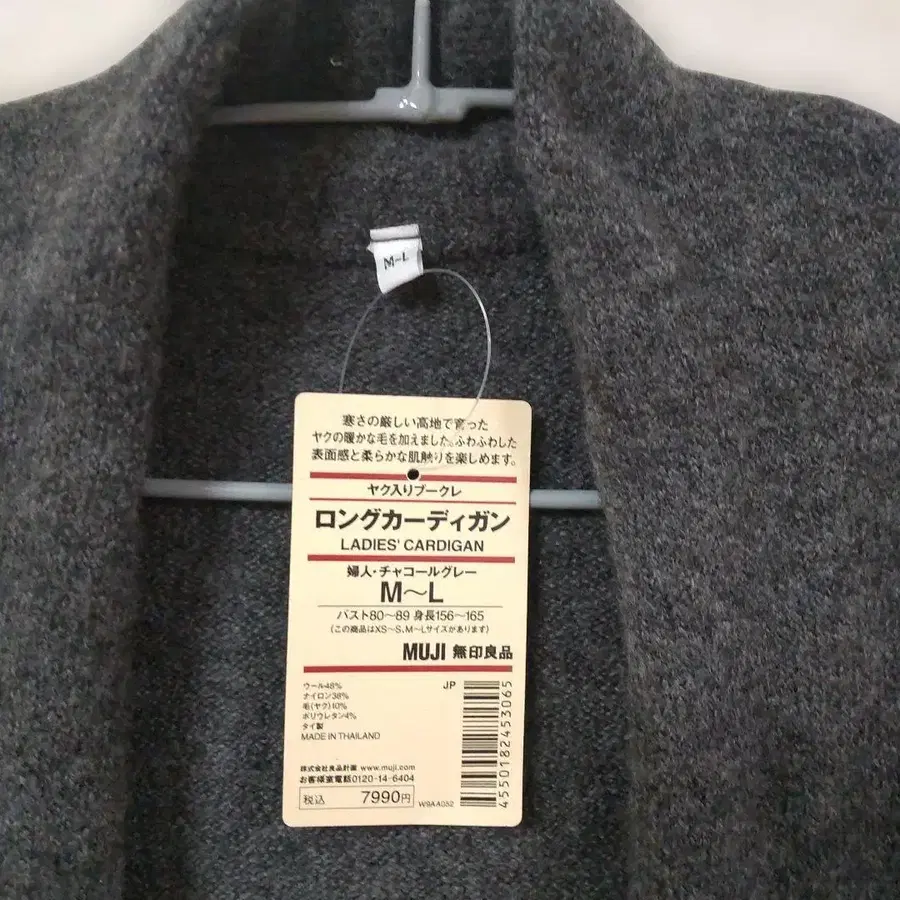 M~L
寒さの厳しい高地で育った
ヤクの暖かな毛を加えました。ふわふわした
表面感と柔らかな肌触りを楽しめます。
ヤク入りブークレ
ロングカーディガン
LADIES' CARDIGAN
婦人・チャコールグレー
M〜L
バスト80〜89 身長156〜165
(この商品はXS〜S、M〜Lサイズがあります)
MUJI 無印良品
ウール48%
ナイロン38%
毛(ヤク)10%
ポリウレタン4%
タイ製
MADE IN THAILAND
JP
4550182453065
株式会社良品計画 www.muji.com
お客様室電話0120-14-6404
税込 7990円
W9AA052